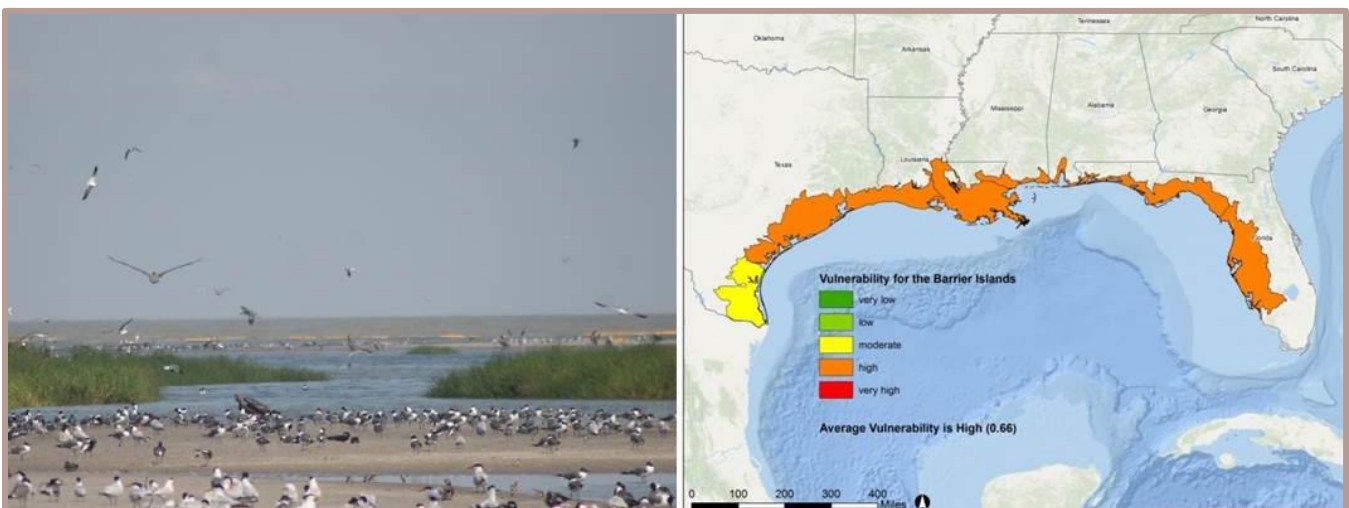 Tennessee
North Carolina
Oklahoma
Arkansas
South Carolina
Mississippi
Alabama
Georgia
Texas
Louisiana
Florida
Vulnerability for the Barrier Islands
very low
low
moderate
high
very high
Average Vulnerability is High (0.66)
0 100 200 300 400
Miles